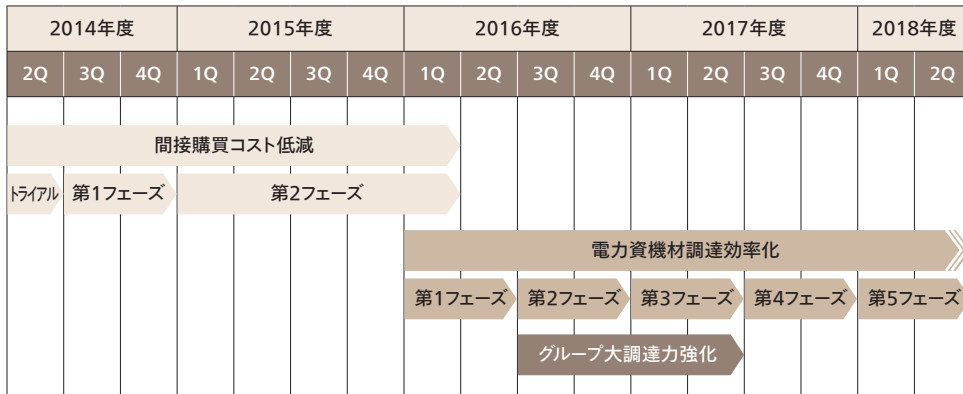 2014年度 2015年度 2016年度 2017年度 2018年度
2Q 3Q 4Q 1Q 2Q 3Q 4Q 1Q 2Q 3Q 4Q 1Q 2Q 3Q 4Q 1Q 2Q
間接購買コスト低減
トライアル 第1フェーズ 第2フェーズ
電力資機材調達効率化
第1フェーズ 第2フェーズ 第3フェーズ 第4フェーズ 第5フェーズ
グループ大調達力強化